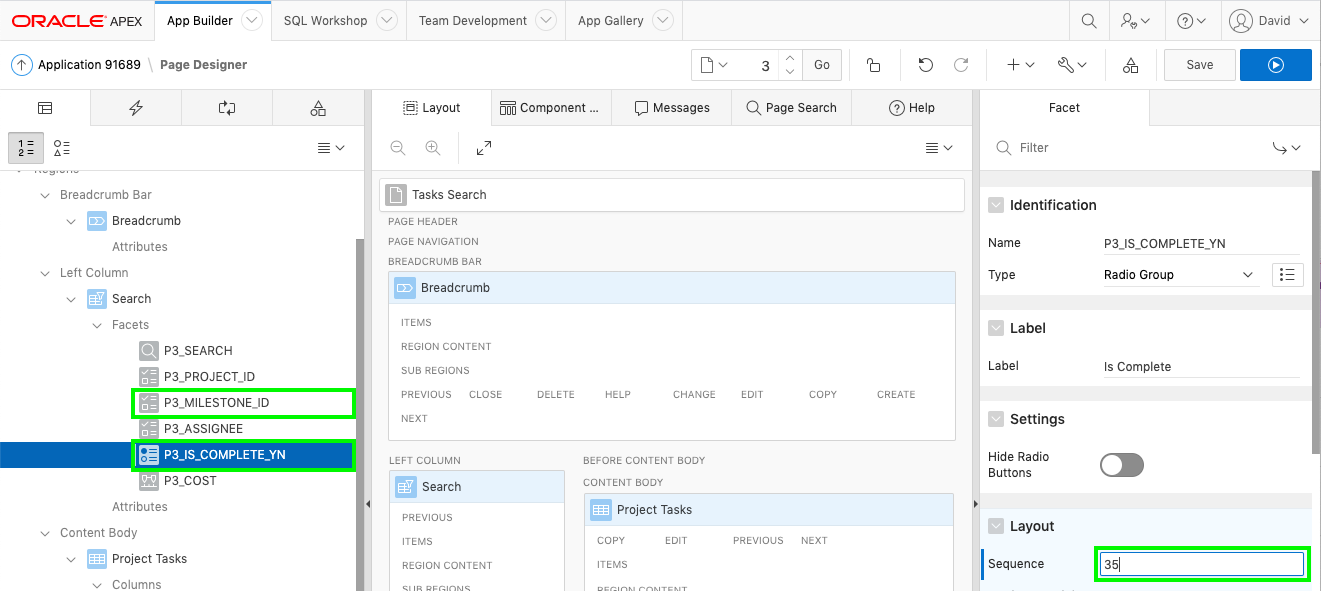 ORACLE APEX App Builder SQL Workshop Team Development App Gallery David
Application 91689 \ Page Designer 3 Go Save
Layout Component ... Messages Page Search Help Facet
Filter
Regions
Breadcrumb Bar
Breadcrumb
Attributes
Left Column
Search
Facets
P3_SEARCH
P3_PROJECT_ID
P3_MILESTONE_ID
P3_ASSIGNEE
P3_IS_COMPLETE_YN
P3_COST
Attributes
Content Body
Project Tasks
Columns
Tasks Search
PAGE HEADER
PAGE NAVIGATION
BREADCRUMB BAR
Breadcrumb
ITEMS
REGION CONTENT
SUB REGIONS
PREVIOUS CLOSE DELETE HELP CHANGE EDIT COPY CREATE
NEXT
LEFT COLUMN
Search
PREVIOUS
ITEMS
REGION CONTENT
SUB REGIONS
BEFORE CONTENT BODY
CONTENT BODY
Project Tasks
COPY EDIT PREVIOUS NEXT
ITEMS
REGION CONTENT
Identification
Name P3_IS_COMPLETE_YN
Type Radio Group
Label
Label Is Complete
Settings
Hide Radio
Buttons
Layout
Sequence 35